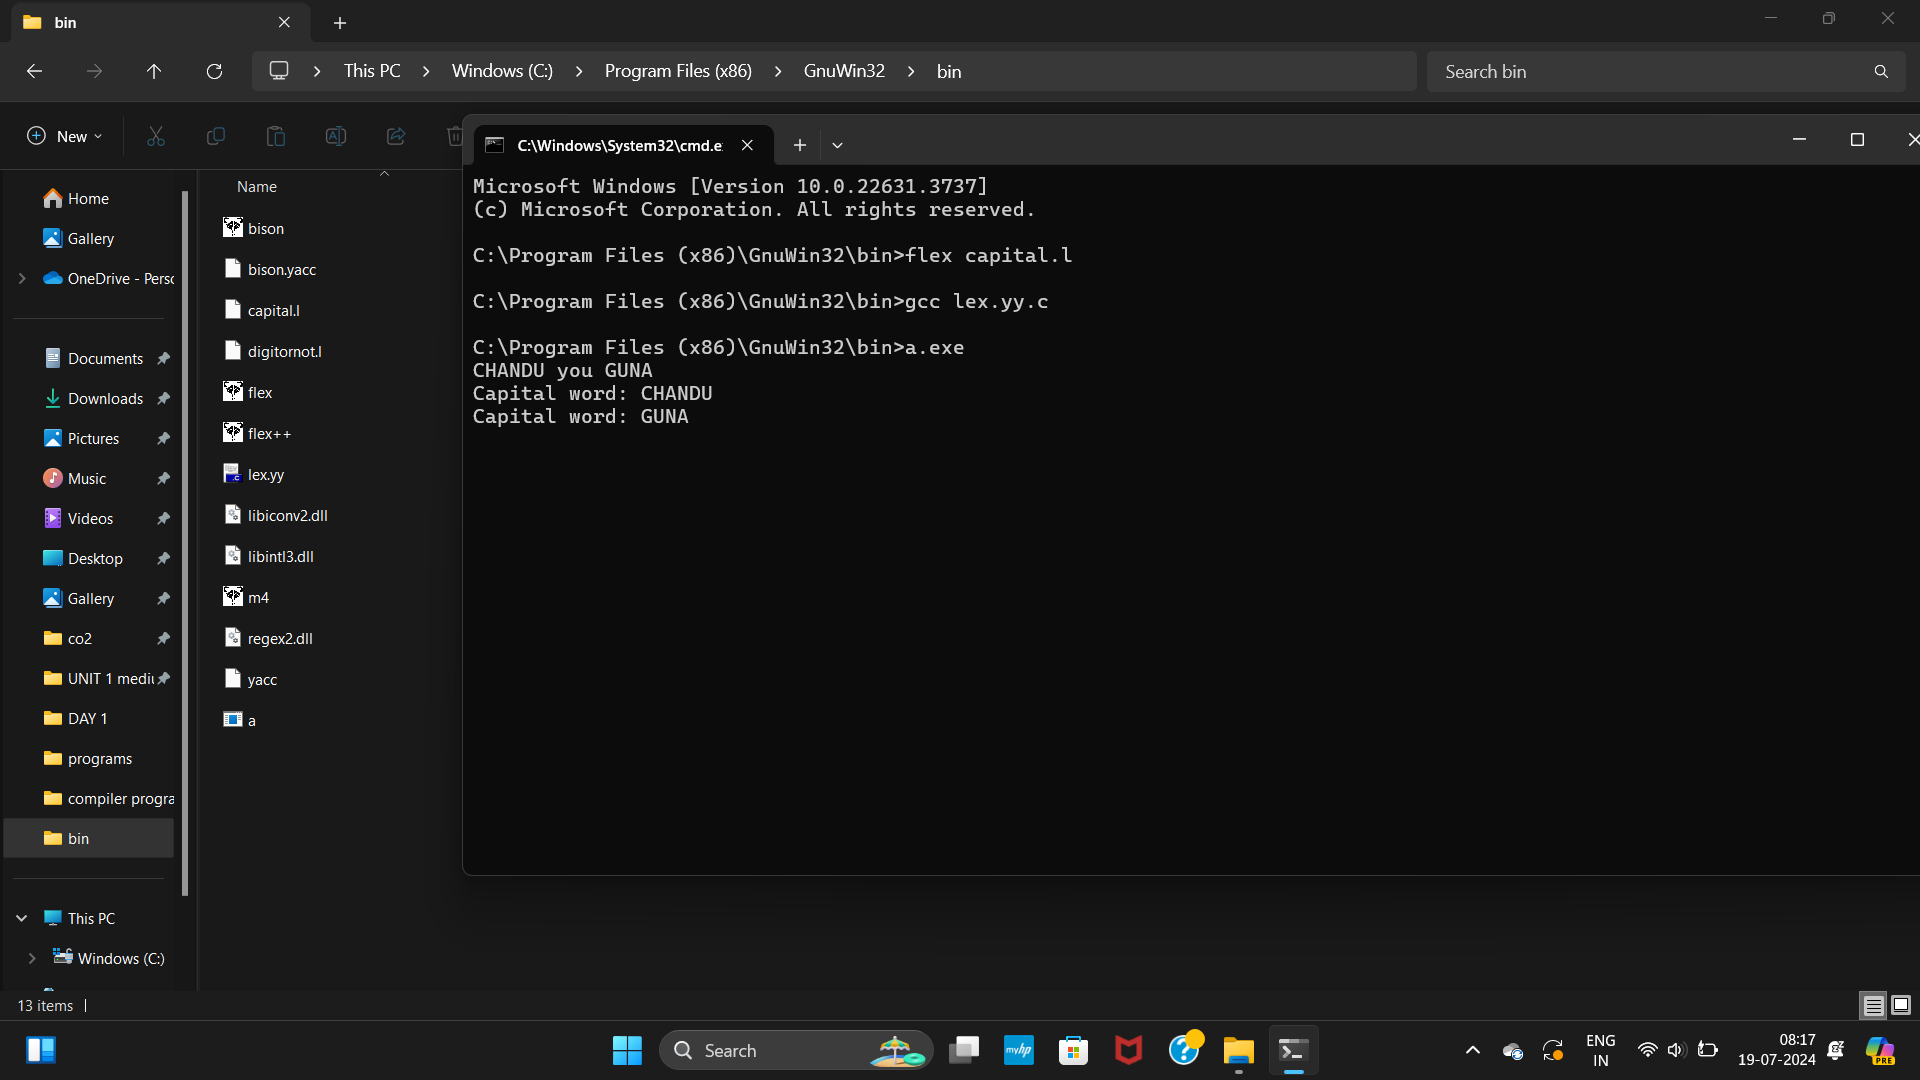 bin
This PC > Windows (C:) > Program Files (x86) > GnuWin32 > bin
Search bin
New
Name
Home
Gallery
OneDrive - Perso
Documents
Downloads
Pictures
Music
Videos
Desktop
Gallery
co2
UNIT 1 mediu
DAY 1
programs
compiler progra
bin
This PC
Windows (C:)
bison
bison.yacc
capital.l
digitornot.l
flex
flex++
lex.yy
libiconv2.dll
libintl3.dll
m4
regex2.dll
yacc
a
C:\Windows\System32\cmd.e
Microsoft Windows [Version 10.0.22631.3737]
(c) Microsoft Corporation. All rights reserved.
C:\Program Files (x86)\GnuWin32\bin>flex capital.l
C:\Program Files (x86)\GnuWin32\bin>gcc lex.yy.c
C:\Program Files (x86)\GnuWin32\bin>a.exe
CHANDU you GUNA
Capital word: CHANDU
Capital word: GUNA
13 items
Search
myhp
ENG
IN
08:17
19-07-2024
PRE